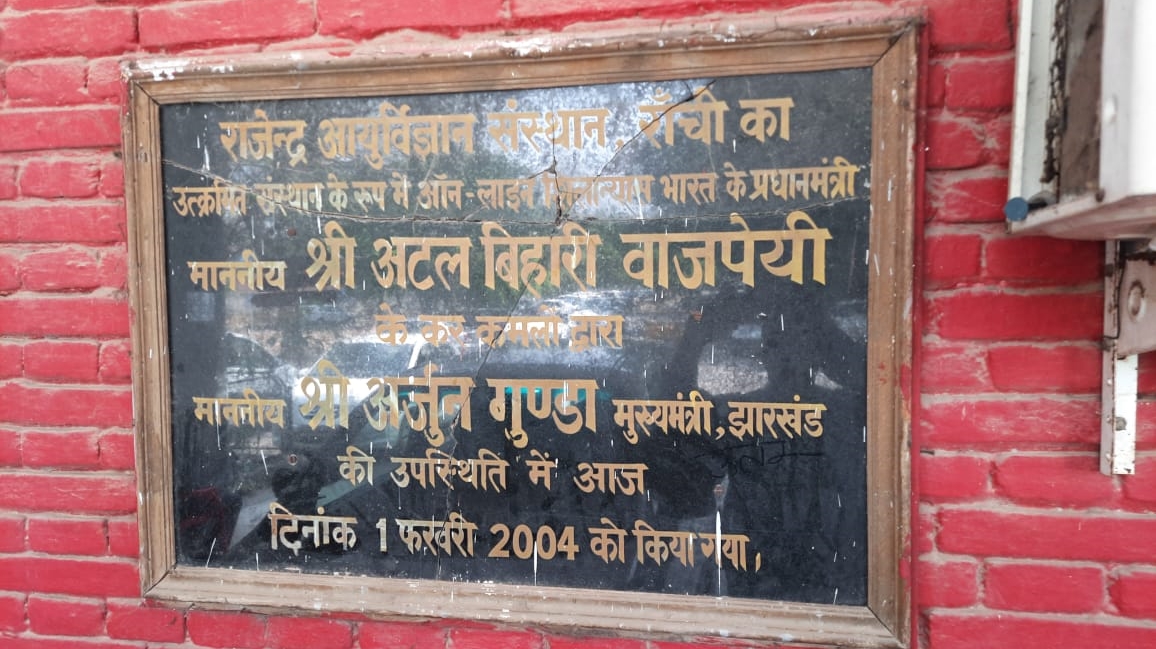 राजेन्द्र आयुर्विज्ञान संस्थान, राँची का
उत्क्रमित संस्थान के रूप में ऑन-लाइन शिलान्यास भारत के प्रधानमंत्री
माननीय श्री अटल बिहारी वाजपेयी
के कर कमलों द्वारा
माननीय श्री अर्जुन गुण्डा मुख्यमंत्री, झारखंड
की उपस्थिति में आज
दिनांक 1 फरवरी 2004 को किया गया।